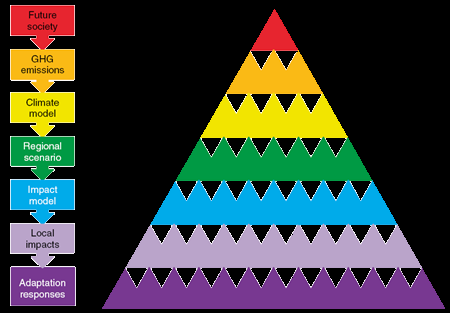 Future
society
GHG
emissions
Climate
model
Regional
scenario
Impact
model
Local
impacts
Adaptation
responses